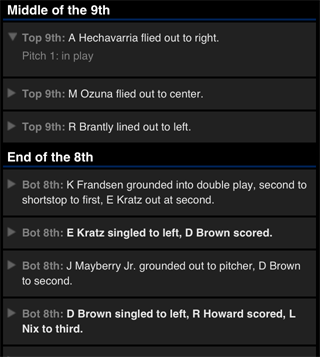 Middle of the 9th
Top 9th: A Hechavarria flied out to right.
Pitch 1: in play
Top 9th: M Ozuna flied out to center.
Top 9th: R Brantly lined out to left.
End of the 8th
Bot 8th: K Frandsen grounded into double play, second to
shortstop to first, E Kratz out at second.
Bot 8th: E Kratz singled to left, D Brown scored.
Bot 8th: J Mayberry Jr. grounded out to pitcher, D Brown
to second.
Bot 8th: D Brown singled to left, R Howard scored, L
Nix to third.